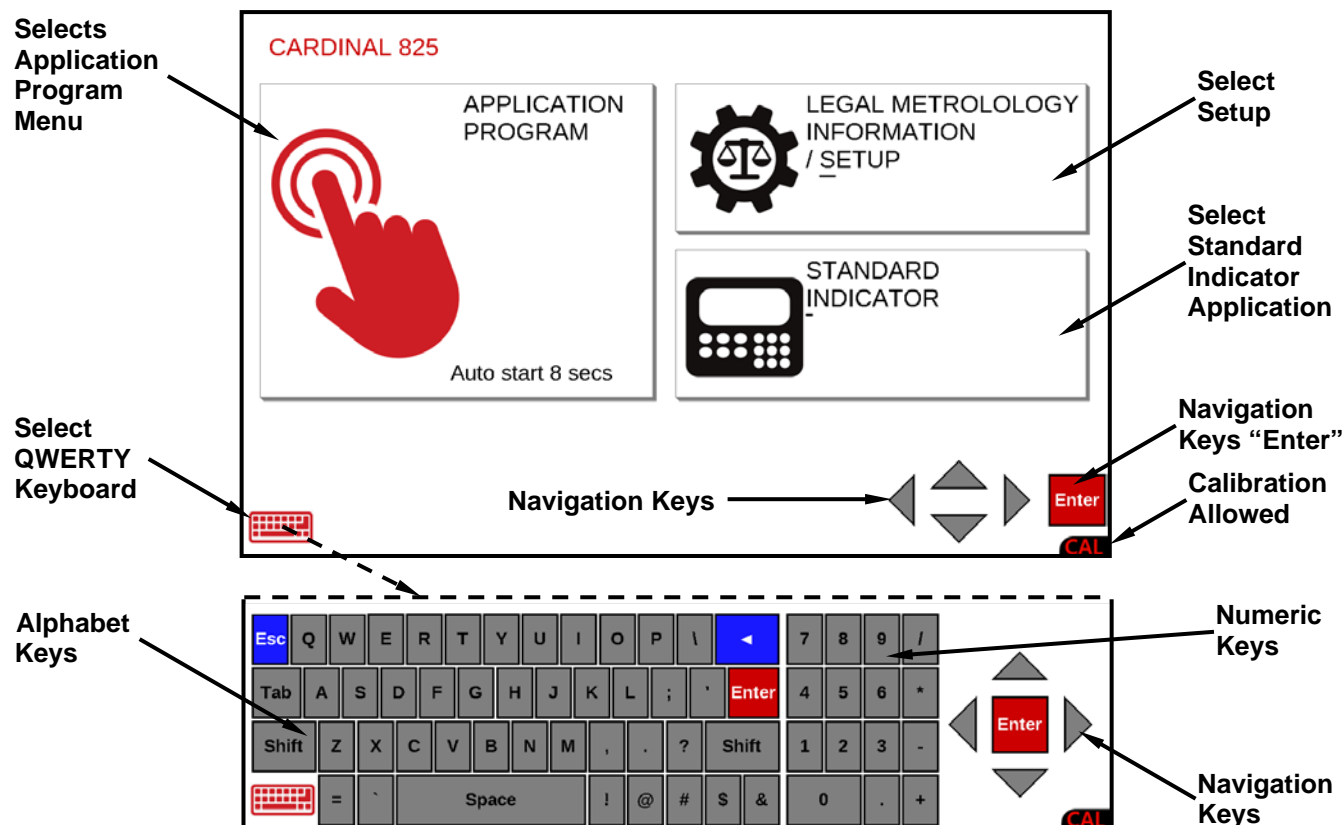 Selects
Application
Program
Menu
CARDINAL 825
APPLICATION
PROGRAM
Auto start 8 secs
LEGAL METROLOLOGY
INFORMATION
/ SETUP
STANDARD
INDICATOR
Select
Setup
Select
Standard
Indicator
Application
Select
QWERTY
Keyboard
Navigation Keys
Enter
CAL
Navigation
Keys “Enter”
Calibration
Allowed
Alphabet
Keys
Esc Q W E R T Y U I O P \ 7 8 9 /
Tab A S D F G H J K L ; ' Enter 4 5 6 *
Shift Z X C V B N M , . ? Shift 1 2 3 -
= ` Space ! @ # $ & 0 . +
Enter
CAL
Numeric
Keys
Navigation
Keys